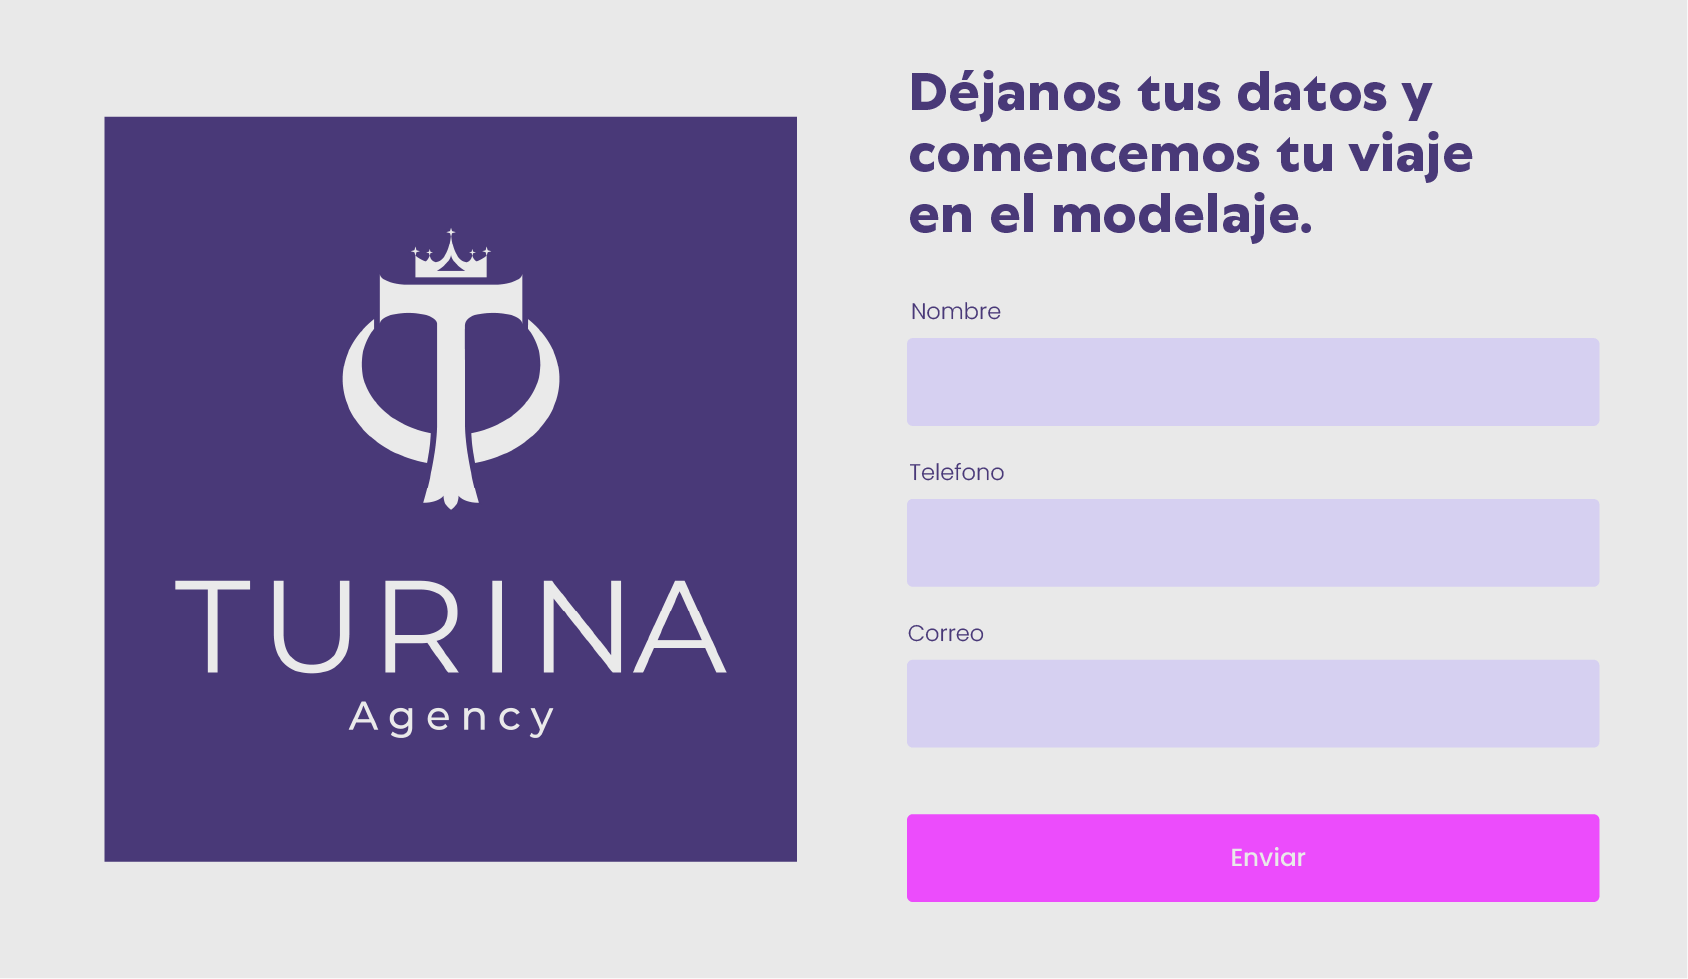 TURINA
Agency
Déjanos tus datos y
comencemos tu viaje
en el modelaje.
Nombre
Telefono
Correo
Enviar